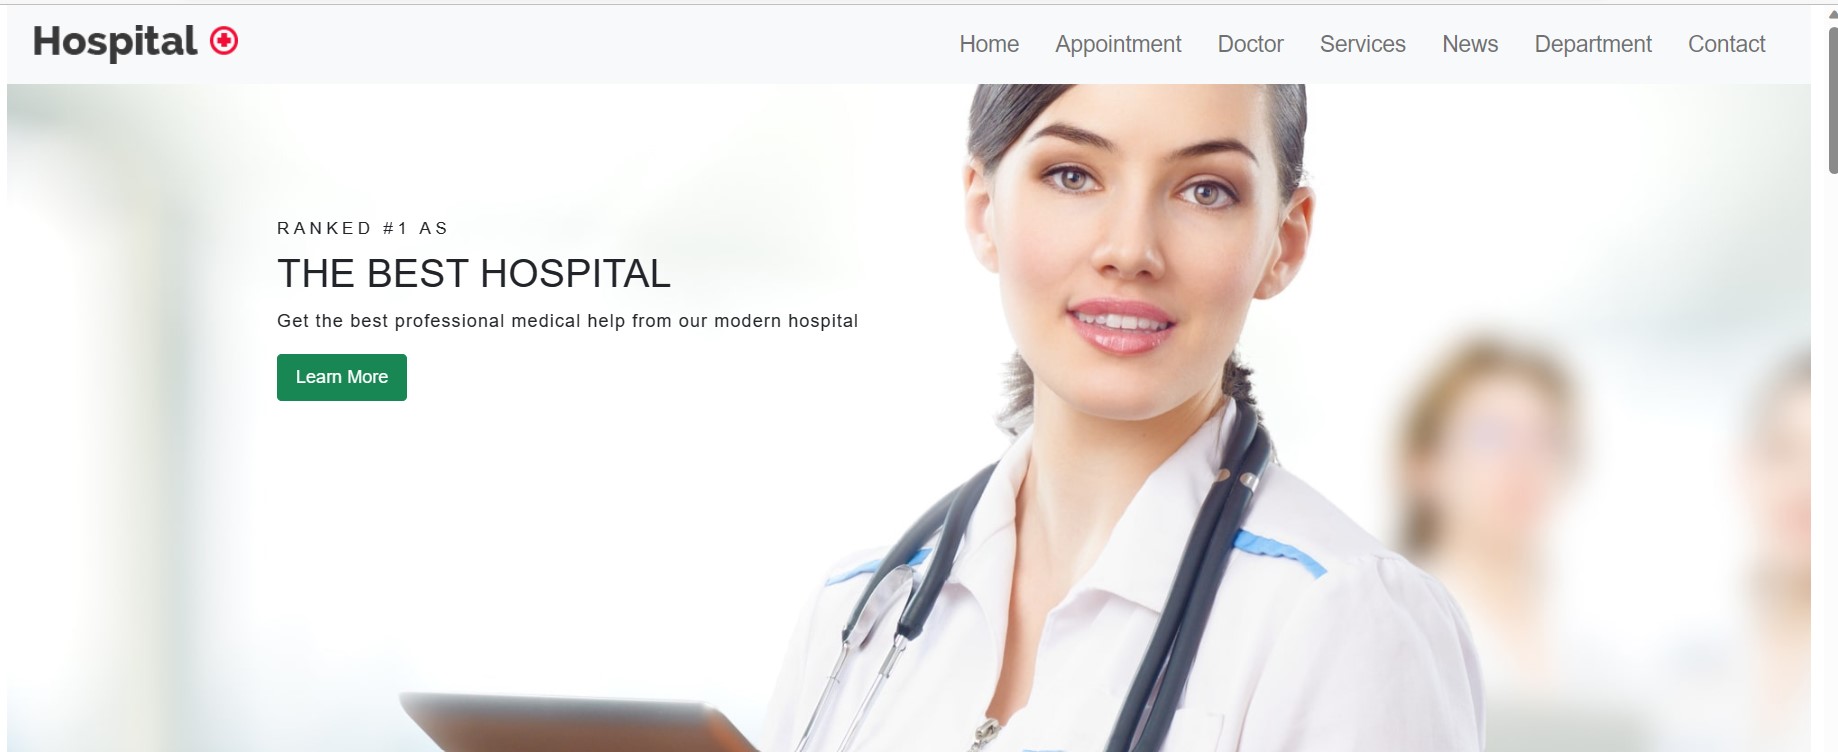 Hospital
Home Appointment Doctor Services News Department Contact
RANKED #1 AS
THE BEST HOSPITAL
Get the best professional medical help from our modern hospital
Learn More